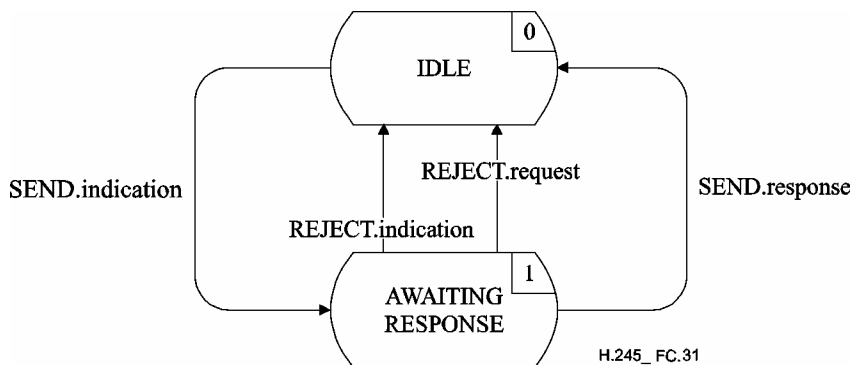 0
IDLE
REJECT.request
SEND.indication
SEND.response
REJECT.indication
1
AWAITING
RESPONSE
H.245_ FC.31